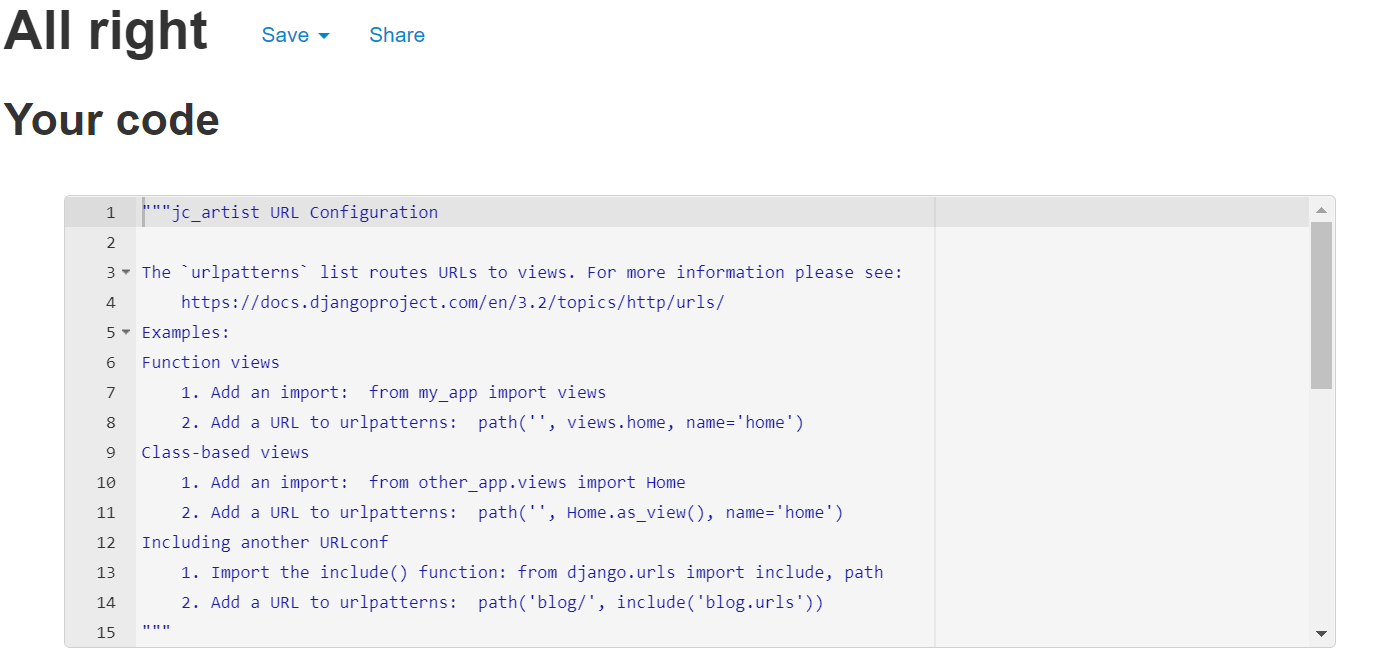 All right Save Share
Your code
1 """jc_artist URL Configuration
2
3 The `urlpatterns` list routes URLs to views. For more information please see:
4     https://docs.djangoproject.com/en/3.2/topics/http/urls/
5 Examples:
6 Function views
7     1. Add an import:  from my_app import views
8     2. Add a URL to urlpatterns:  path('', views.home, name='home')
9 Class-based views
10     1. Add an import:  from other_app.views import Home
11     2. Add a URL to urlpatterns:  path('', Home.as_view(), name='home')
12 Including another URLconf
13     1. Import the include() function: from django.urls import include, path
14     2. Add a URL to urlpatterns:  path('blog/', include('blog.urls'))
15 """